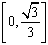 [0, √3/3]